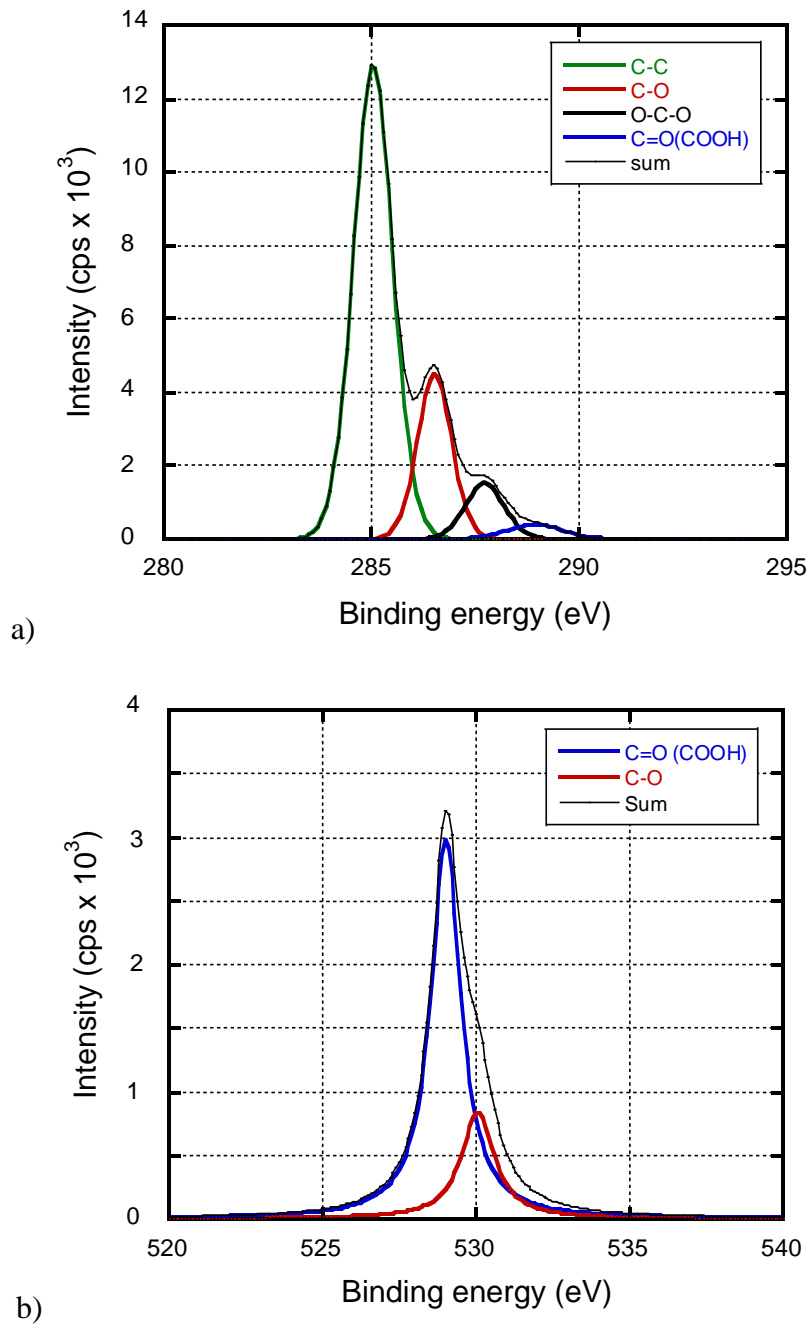 14
12
10
8
6
4
2
0
280 285 290 295
Intensity (cps x 10³)
Binding energy (eV)
C-C
C-O
O-C-O
C=O(COOH)
sum
a)
4
3
2
1
0
520 525 530 535 540
Intensity (cps x 10³)
Binding energy (eV)
C=O (COOH)
C-O
Sum
b)